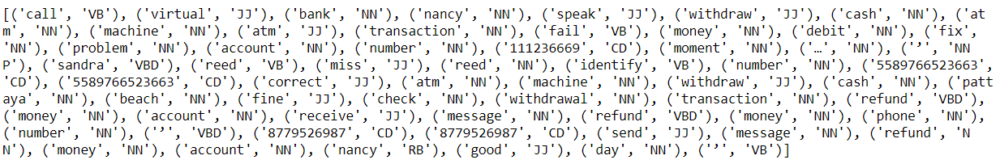 [('call', 'VB'), ('virtual', 'JJ'), ('bank', 'NN'), ('nancy', 'NN'), ('speak', 'JJ'), ('withdraw', 'JJ'), ('cash', 'NN'), ('at
m', 'NN'), ('machine', 'NN'), ('atm', 'JJ'), ('transaction', 'NN'), ('fail', 'VB'), ('money', 'NN'), ('debit', 'NN'), ('fix',
'NN'), ('problem', 'NN'), ('account', 'NN'), ('number', 'NN'), ('111236669', 'CD'), ('moment', 'NN'), ('…', 'NN'), ('’', 'NN
P'), ('sandra', 'VBD'), ('reed', 'VB'), ('miss', 'JJ'), ('reed', 'NN'), ('identify', 'VB'), ('number', 'NN'), ('5589766523663',
'CD'), ('5589766523663', 'CD'), ('correct', 'JJ'), ('atm', 'NN'), ('machine', 'NN'), ('withdraw', 'JJ'), ('cash', 'NN'), ('patt
aya', 'NN'), ('beach', 'NN'), ('fine', 'JJ'), ('check', 'NN'), ('withdrawal', 'NN'), ('transaction', 'NN'), ('refund', 'VBD'),
('money', 'NN'), ('account', 'NN'), ('receive', 'JJ'), ('message', 'NN'), ('refund', 'VBD'), ('money', 'NN'), ('phone', 'NN'),
('number', 'NN'), ('’', 'VBD'), ('8779526987', 'CD'), ('8779526987', 'CD'), ('send', 'JJ'), ('message', 'NN'), ('refund', 'N
N'), ('money', 'NN'), ('account', 'NN'), ('nancy', 'RB'), ('good', 'JJ'), ('day', 'NN'), ('’', 'VB')]